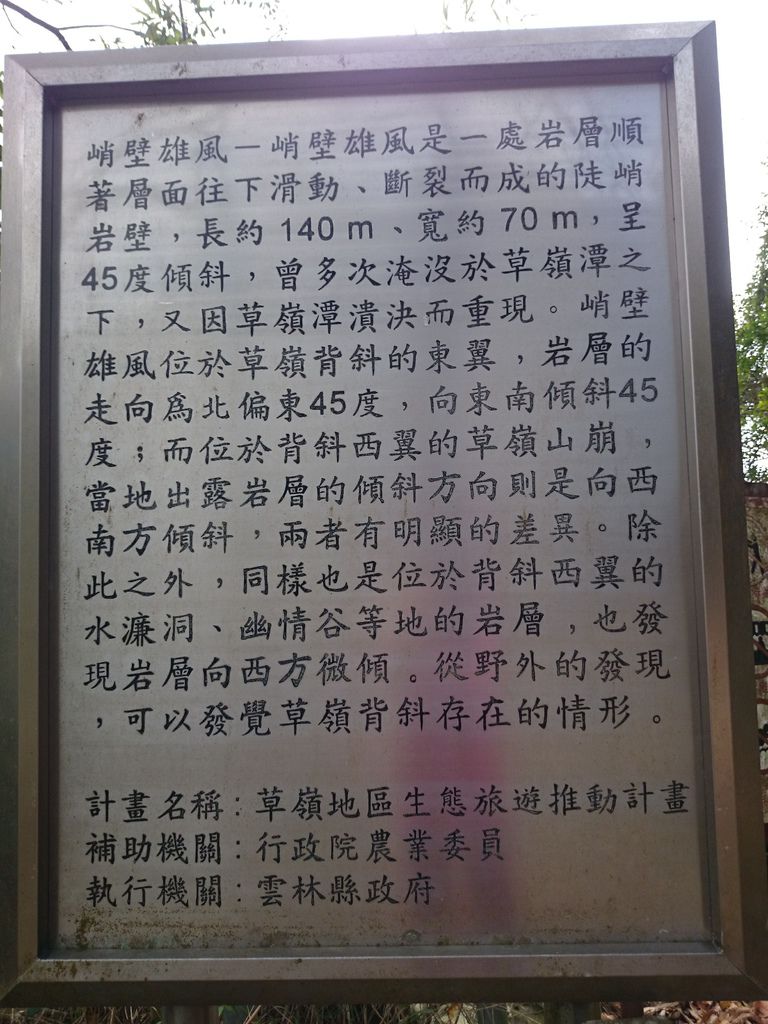 峭壁雄風－峭壁雄風是一處岩層順
著層面往下滑動、斷裂而成的陡峭
岩壁，長約 140 m、寬約 70 m，呈
45度傾斜，曾多次淹沒於草嶺潭之
下，又因草嶺潭潰決而重現。峭壁
雄風位於草嶺背斜的東翼，岩層的
走向為北偏東45度，向東南傾斜45
度；而位於背斜西翼的草嶺山崩，
當地出露岩層的傾斜方向則是向西
南方傾斜，兩者有明顯的差異。除
此之外，同樣也是位於背斜西翼的
水濂洞、幽情谷等地的岩層，也發
現岩層向西方微傾。從野外的發現
，可以發覺草嶺背斜存在的情形。
計畫名稱：草嶺地區生態旅遊推動計畫
補助機關：行政院農業委員
執行機關：雲林縣政府